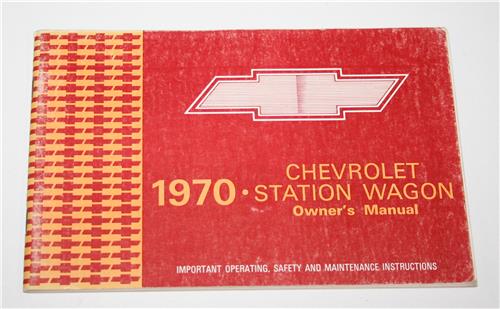 CHEVROLET
1970 • STATION WAGON
Owner's Manual
IMPORTANT OPERATING, SAFETY AND MAINTENANCE INSTRUCTIONS